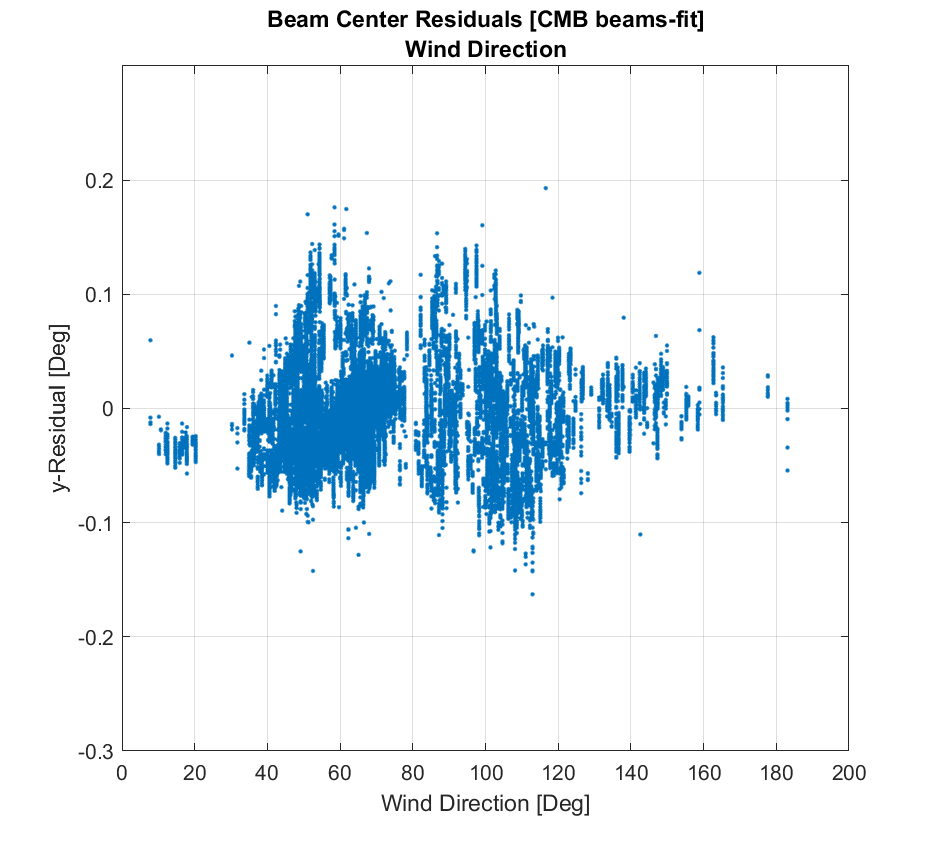 Beam Center Residuals [CMB beams-fit]
Wind Direction
y-Residual [Deg]
0.2
0.1
0
-0.1
-0.2
-0.3
0 20 40 60 80 100 120 140 160 180 200
Wind Direction [Deg]